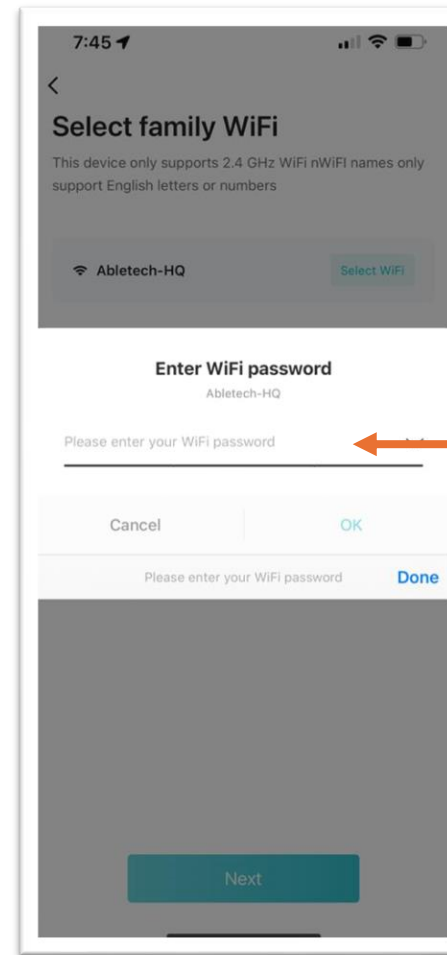 7:45
Select family WiFi
This device only supports 2.4 GHz WiFi nWiFI names only
support English letters or numbers
Abletech-HQ
Select WiFi
Enter WiFi password
Abletech-HQ
Please enter your WiFi password
Cancel
OK
Please enter your WiFi password
Done
Next